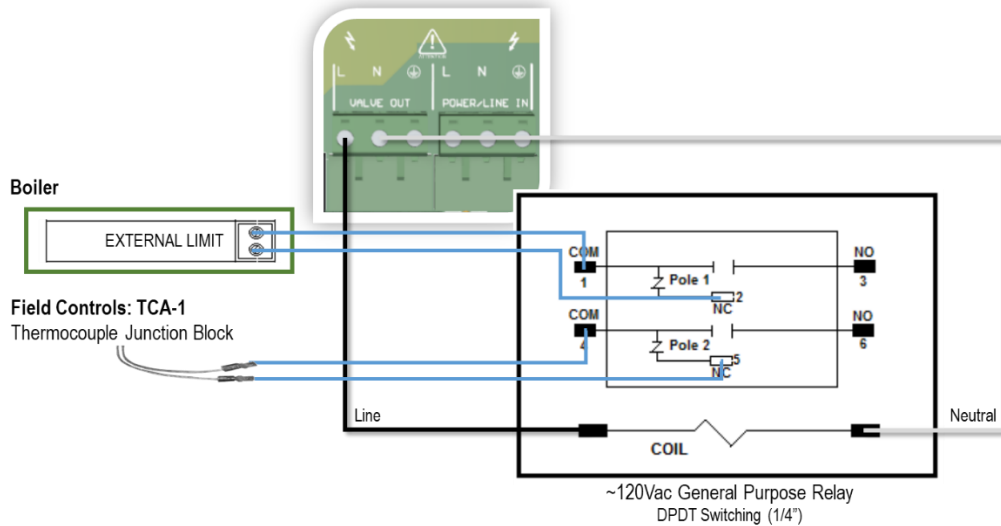 L N L N
VALVE OUT POWER/LINE IN
Boiler
EXTERNAL LIMIT
COM
1
Pole 1
2
NC
NO
3
Field Controls: TCA-1
Thermocouple Junction Block
COM
4
Pole 2
5
NC
NO
6
Line
Neutral
COIL
~120Vac General Purpose Relay
DPDT Switching (1/4")